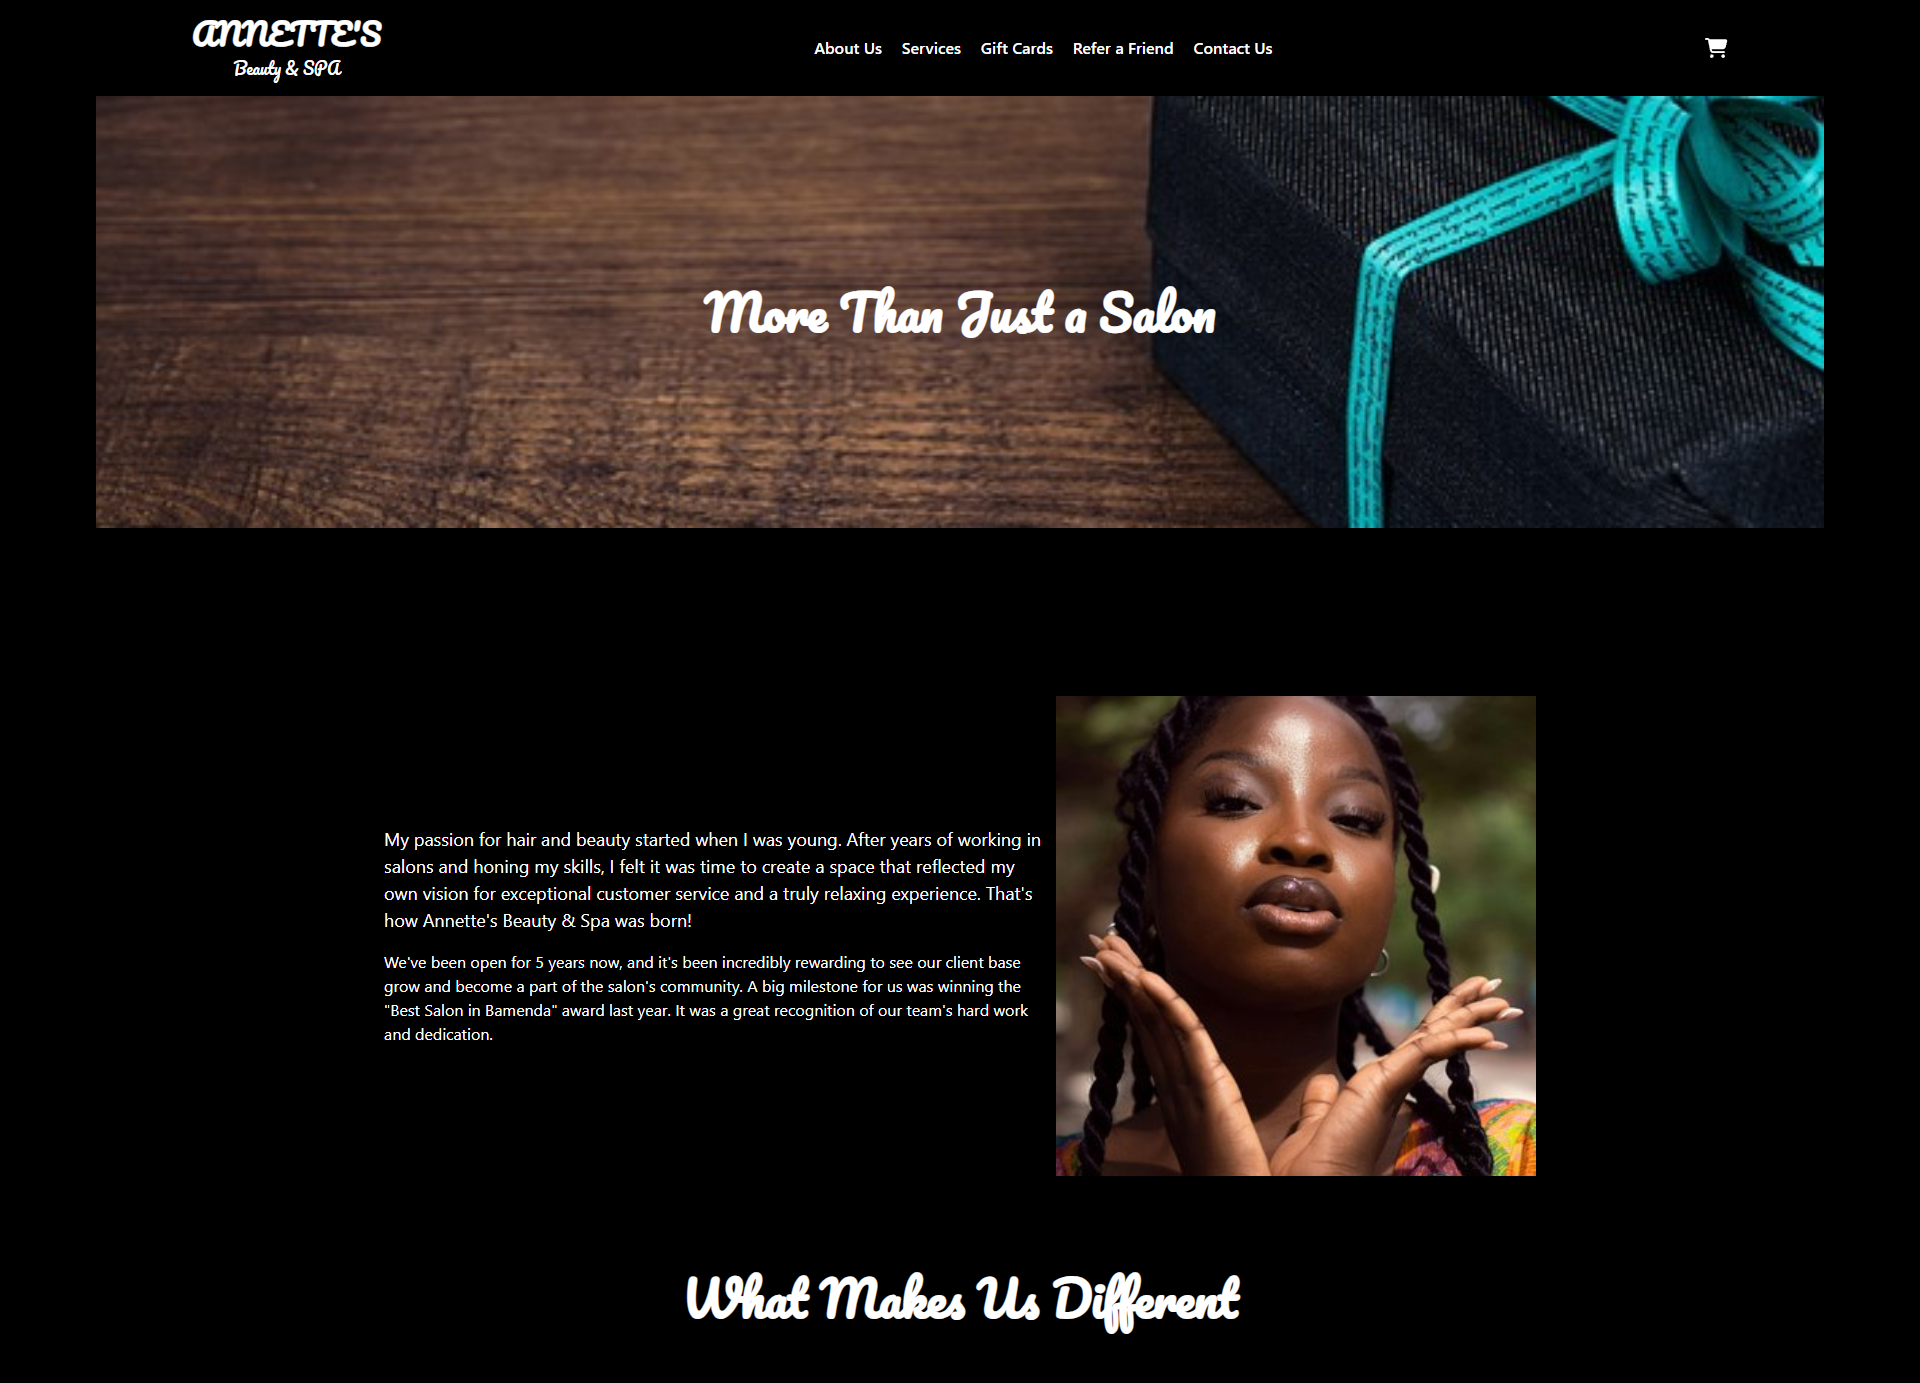 ANNETTE'S
Beauty & SPA
About Us Services Gift Cards Refer a Friend Contact Us
More Than Just a Salon
My passion for hair and beauty started when I was young. After years of working in
salons and honing my skills, I felt it was time to create a space that reflected my
own vision for exceptional customer service and a truly relaxing experience. That's
how Annette's Beauty & Spa was born!
We've been open for 5 years now, and it's been incredibly rewarding to see our client base
grow and become a part of the salon's community. A big milestone for us was winning the
"Best Salon in Bamenda" award last year. It was a great recognition of our team's hard work
and dedication.
What Makes Us Different